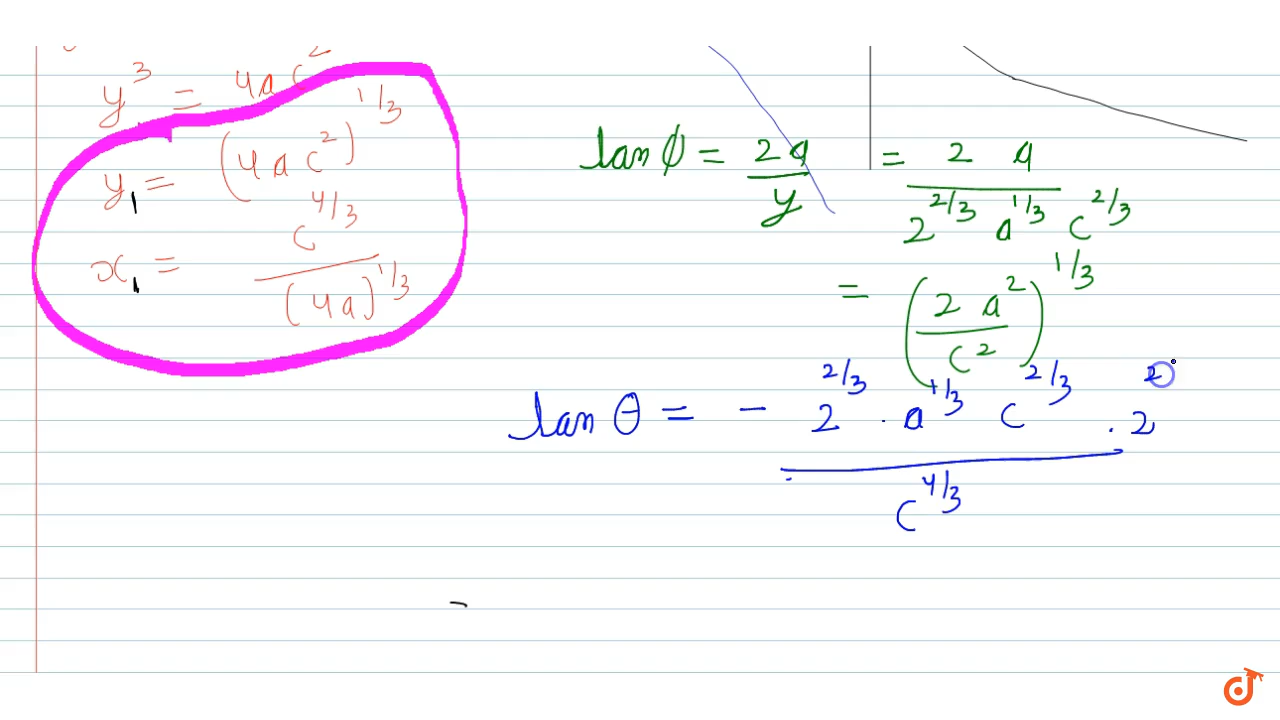 y^3 = 4a c^2
y_1 = (4a c^2)^{1/3}
x_1 = c^{4/3} / (4a)^{1/3}
tan φ = 2a / y = 2 a / 2^{2/3} a^{1/3} c^{2/3}
= (2 a^2 / c^2)^{1/3}
tan θ = - 2^{2/3} . a^{1/3} c^{2/3} . 2^2 / c^{4/3}
-